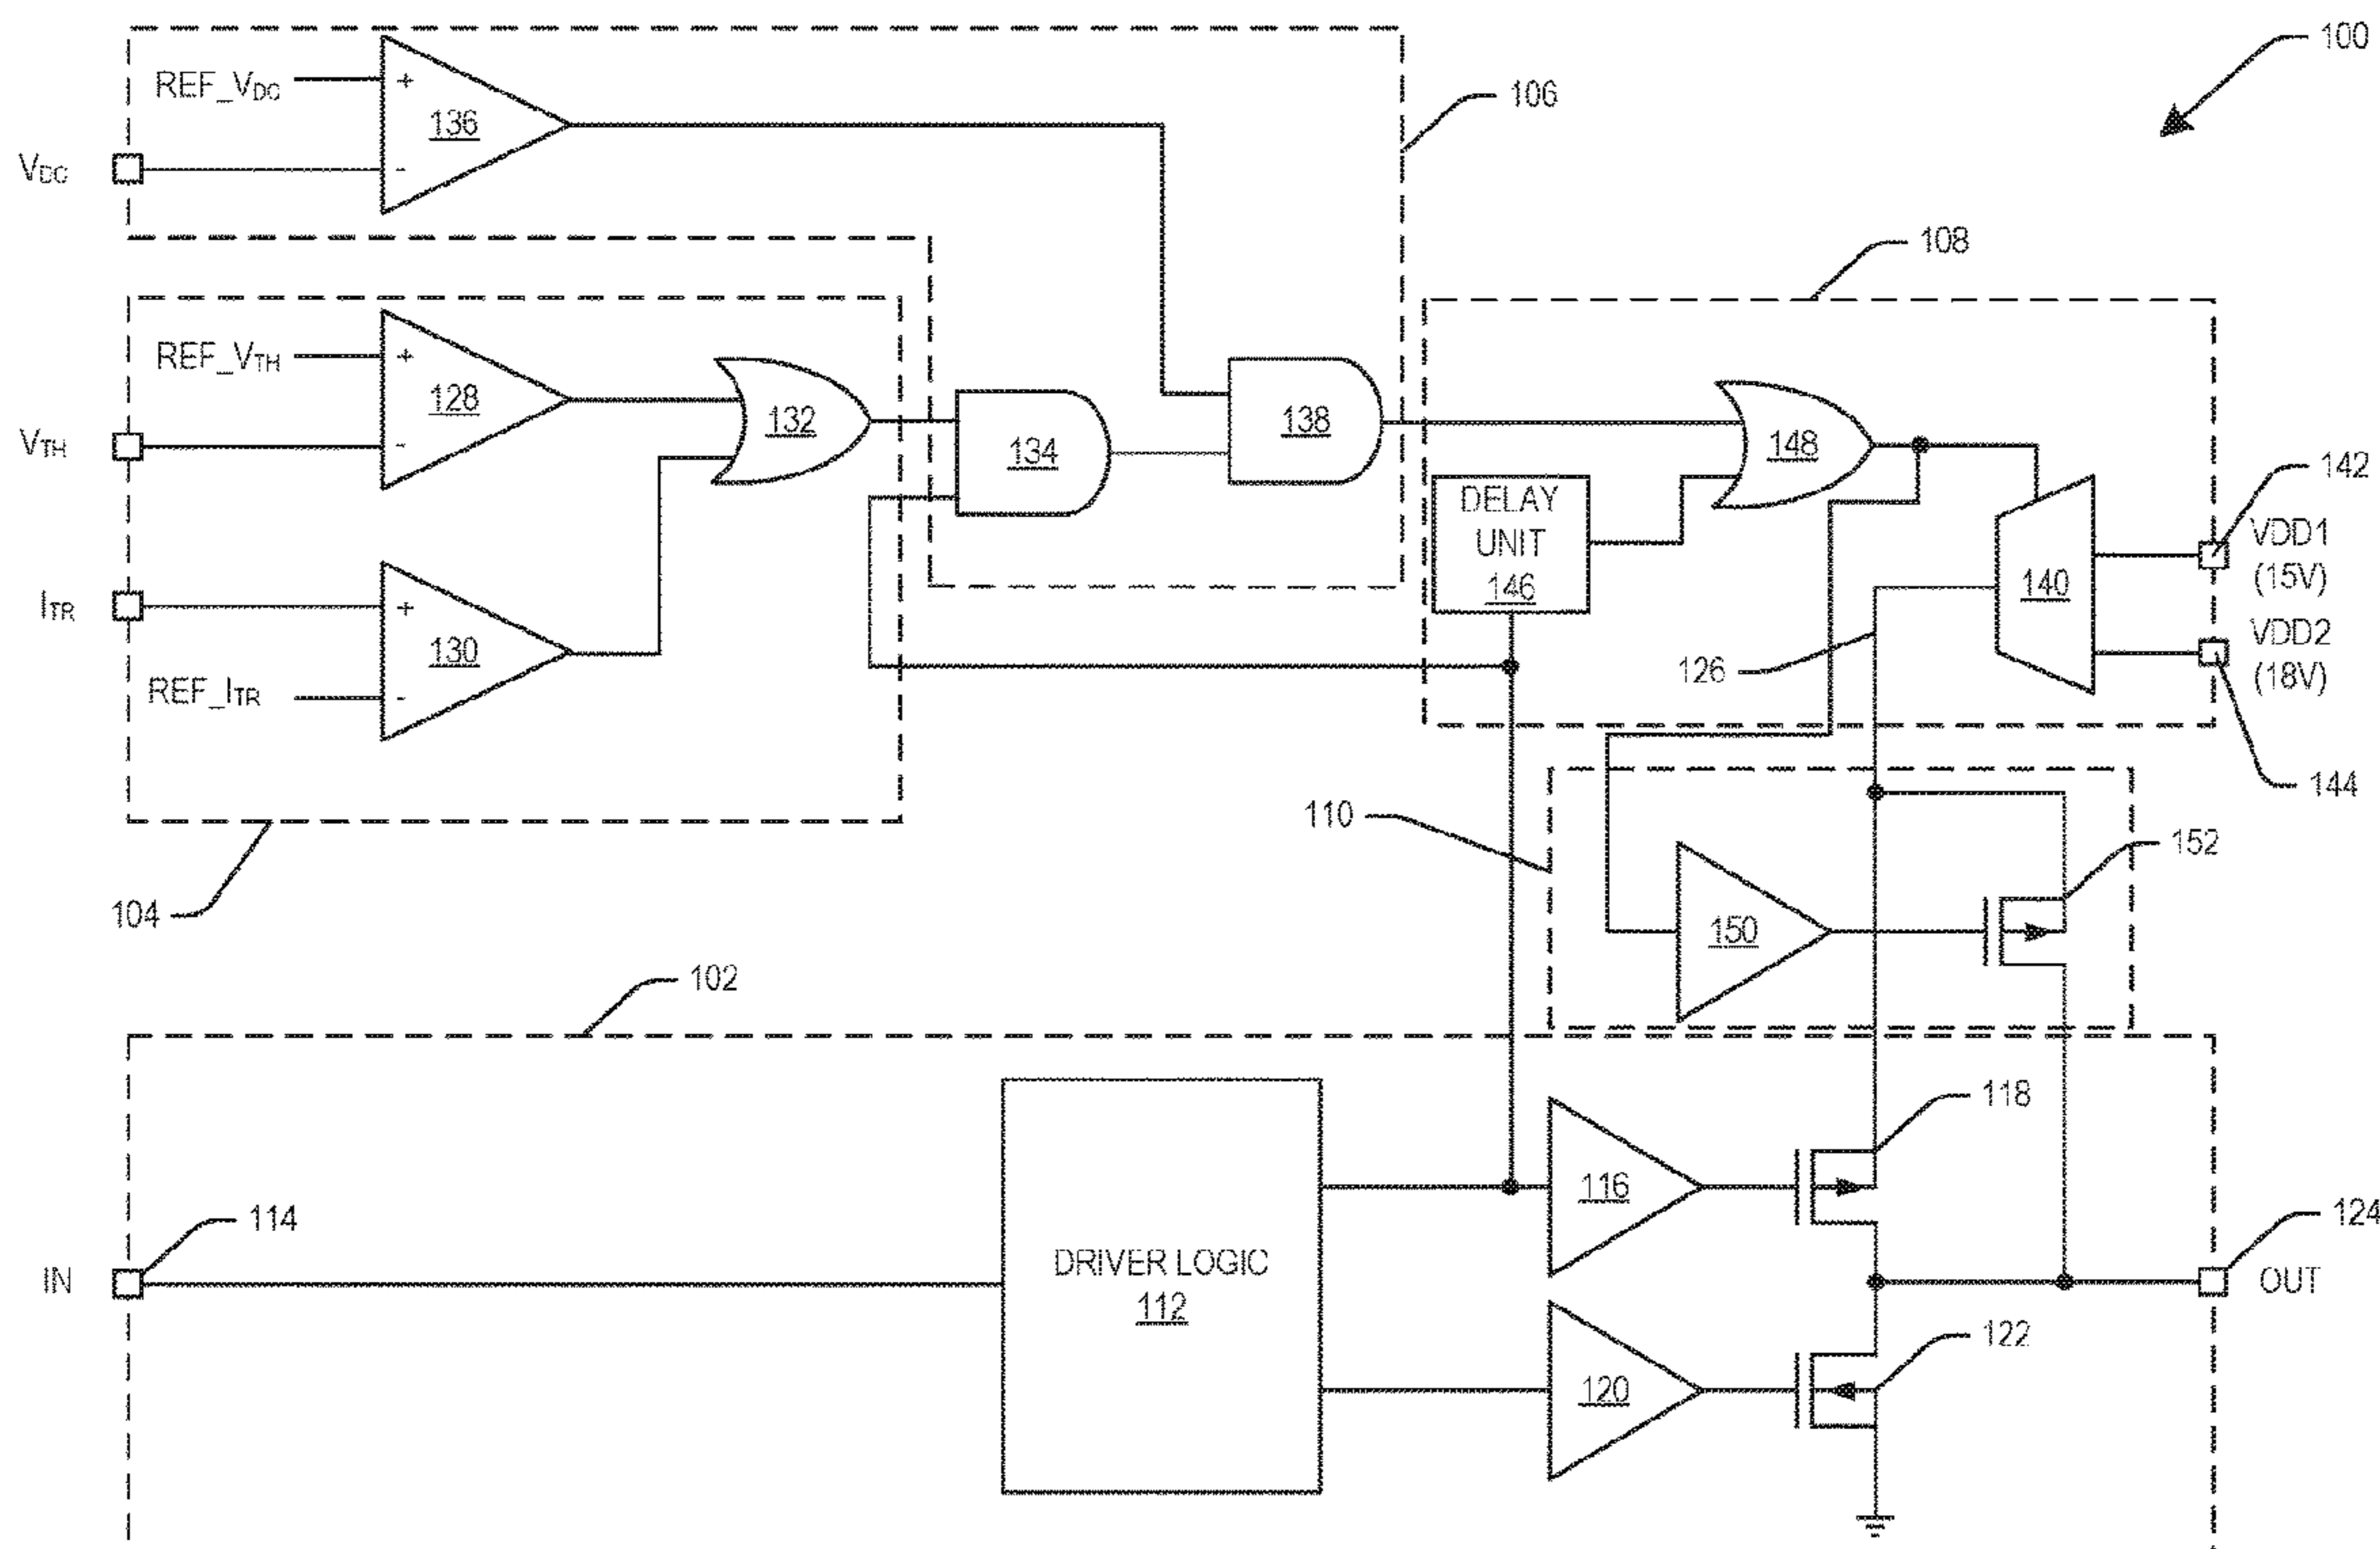 100
REF_VDC
+
136
106
VDC
-
108
REF_VTH
+
128
132
138
148
142
VTH
-
134
DELAY
UNIT
146
VDD1
(15V)
140
ITR
+
130
126
VDD2
(18V)
REF_ITR
-
144
110
152
104
150
102
118
116
114
124
IN
DRIVER LOGIC
112
OUT
122
120